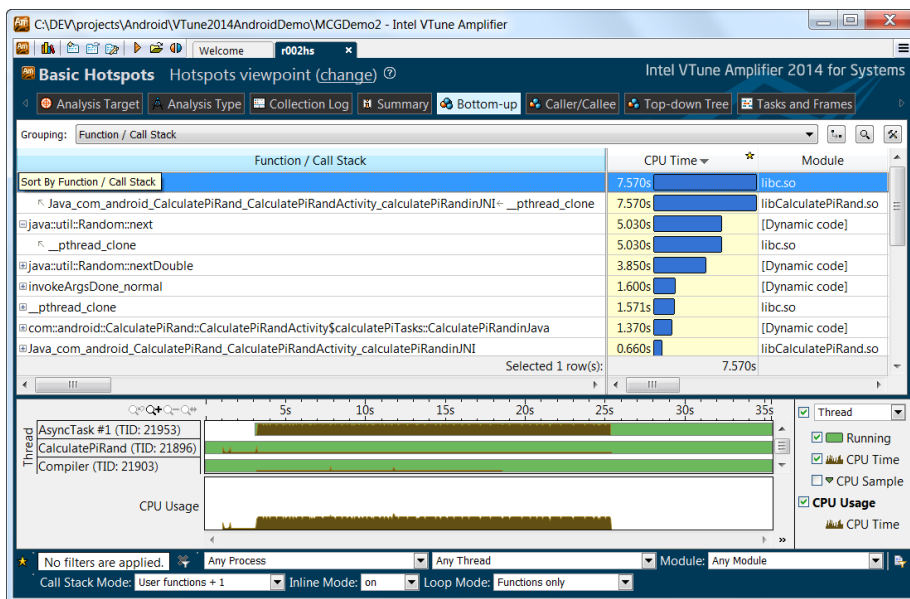 C:\DEV\projects\Android\VTune2014AndroidDemo\MCGDemo2 - Intel VTune Amplifier
Welcome r002hs x
Basic Hotspots Hotspots viewpoint (change) ? Intel VTune Amplifier 2014 for Systems
Analysis Target Analysis Type Collection Log Summary Bottom-up Caller/Callee Top-down Tree Tasks and Frames
Grouping: Function / Call Stack
Function / Call Stack CPU Time Module
Sort By Function / Call Stack 7.570s libc.so
Java_com_android_CalculatePiRand_CalculatePiRandActivity_calculatePiRandinJNI← __pthread_clone 7.570s libCalculatePiRand.so
java::util::Random::next 5.030s [Dynamic code]
__pthread_clone 5.030s libc.so
java::util::Random::nextDouble 3.850s [Dynamic code]
invokeArgsDone_normal 1.600s [Dynamic code]
__pthread_clone 1.571s libc.so
com::android::CalculatePiRand::CalculatePiRandActivity$calculatePiTasks::CalculatePiRandinJava 1.370s [Dynamic code]
Java_com_android_CalculatePiRand_CalculatePiRandActivity_calculatePiRandinJNI 0.660s libCalculatePiRand.so
Selected 1 row(s): 7.570s
5s 10s 15s 20s 25s 30s 35s
Thread
Thread
AsyncTask #1 (TID: 21953)
Running
CalculatePiRand (TID: 21896)
CPU Time
Compiler (TID: 21903)
CPU Sample
CPU Usage
CPU Usage
CPU Time
No filters are applied. Any Process Any Thread Module: Any Module
Call Stack Mode: User functions + 1 Inline Mode: on Loop Mode: Functions only